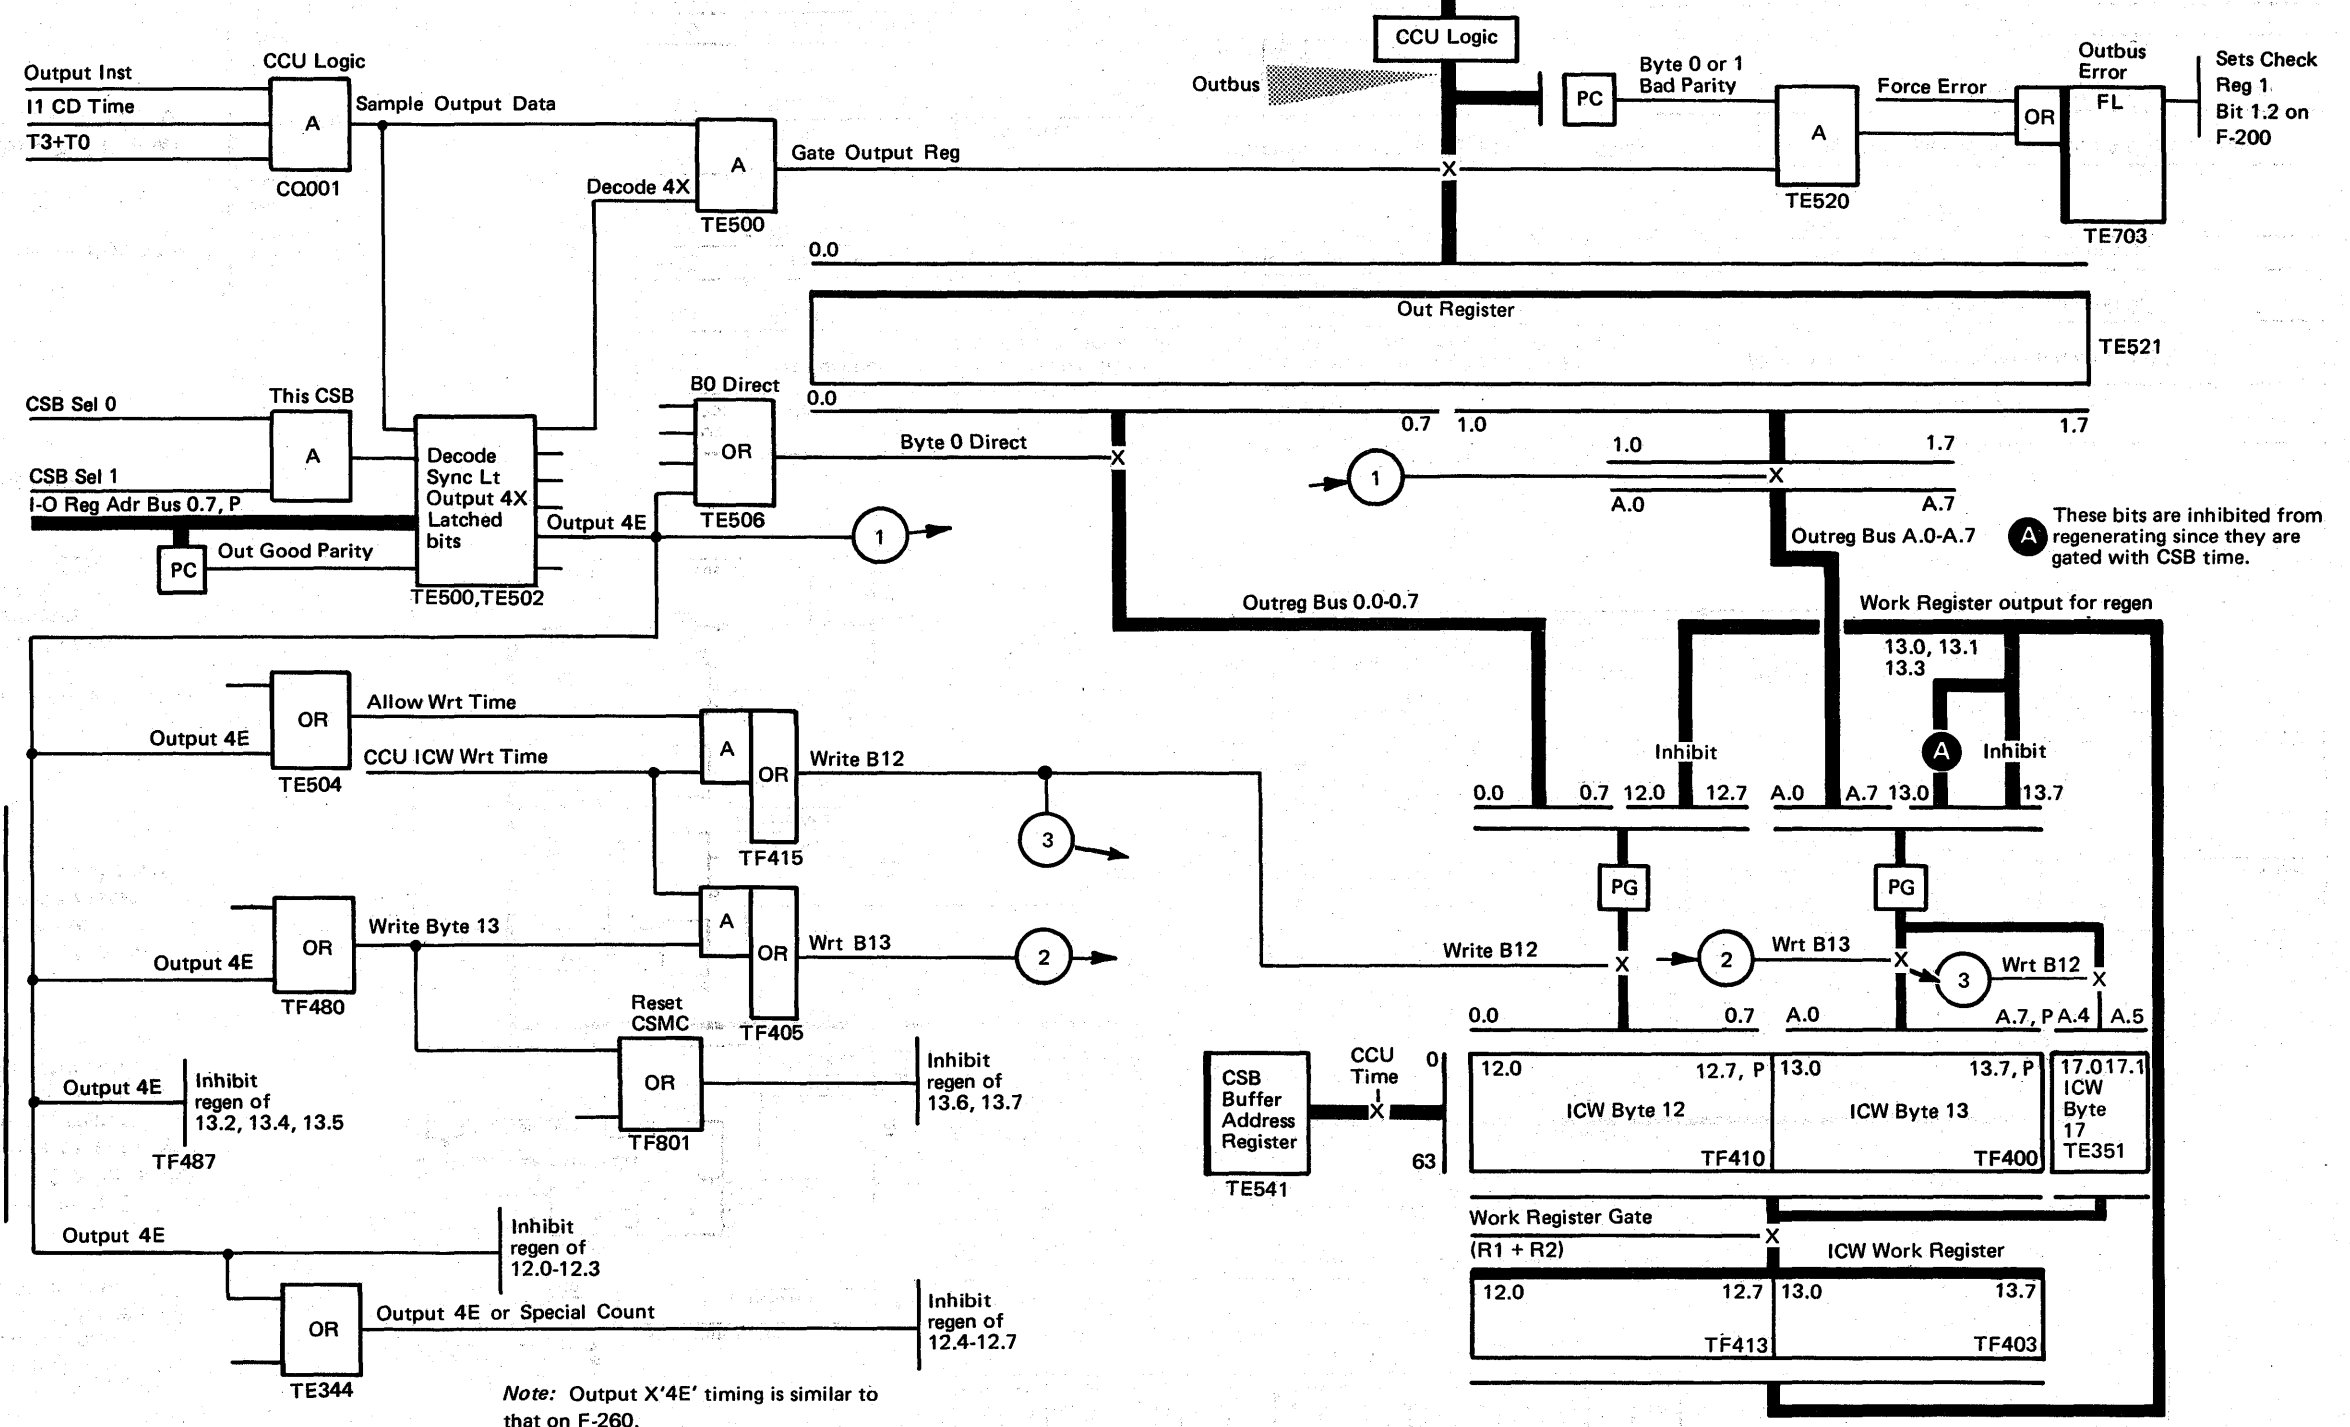 CCU Logic
Output Inst
I1 CD Time
T3+T0
A
CQ001
Sample Output Data
Decode 4X
A
TE500
Gate Output Reg
CCU Logic
Outbus
X
PC
Byte 0 or 1
Bad Parity
A
TE520
Force Error
OR
Outbus
Error
FL
TE703
Sets Check
Reg 1
Bit 1.2 on
F-200
0.0
Out Register
TE521
0.0
0.7
1.0
1.7
This CSB
CSB Sel 0
CSB Sel 1
A
I-O Reg Adr Bus 0.7, P
PC
Out Good Parity
Decode
Sync Lt
Output 4X
Latched
bits
TE500,TE502
Output 4E
B0 Direct
OR
TE506
Byte 0 Direct
X
1
1
1.0
1.7
X
A.0
A.7
Outreg Bus A.0-A.7
A
These bits are inhibited from
regenerating since they are
gated with CSB time.
Outreg Bus 0.0-0.7
Work Register output for regen
13.0, 13.1
13.3
Inhibit
A
Inhibit
Output 4E
OR
TE504
Allow Wrt Time
CCU ICW Wrt Time
A
OR
TF415
Write B12
3
0.0
0.7
12.0
12.7
A.0
A.7
13.0
13.7
PG
PG
Output 4E
OR
TF480
Write Byte 13
A
OR
TF405
Wrt B13
2
Write B12
X
2
Wrt B13
X
3
Wrt B12
X
0.0
0.7
A.0
A.7, P
A.4
A.5
Reset
CSMC
OR
TF801
Inhibit
regen of
13.6, 13.7
Output 4E
Inhibit
regen of
13.2, 13.4, 13.5
TF487
CSB
Buffer
Address
Register
TE541
CCU
Time
X
0
63
12.0
12.7, P
ICW Byte 12
TF410
13.0
13.7, P
ICW Byte 13
TF400
17.0
17.1
ICW
Byte
17
TE351
Output 4E
Inhibit
regen of
12.0-12.3
OR
TE344
Output 4E or Special Count
Inhibit
regen of
12.4-12.7
Work Register Gate
(R1 + R2)
X
ICW Work Register
12.0
12.7
TF413
13.0
13.7
TF403
Note: Output X'4E' timing is similar to
that on F-260.